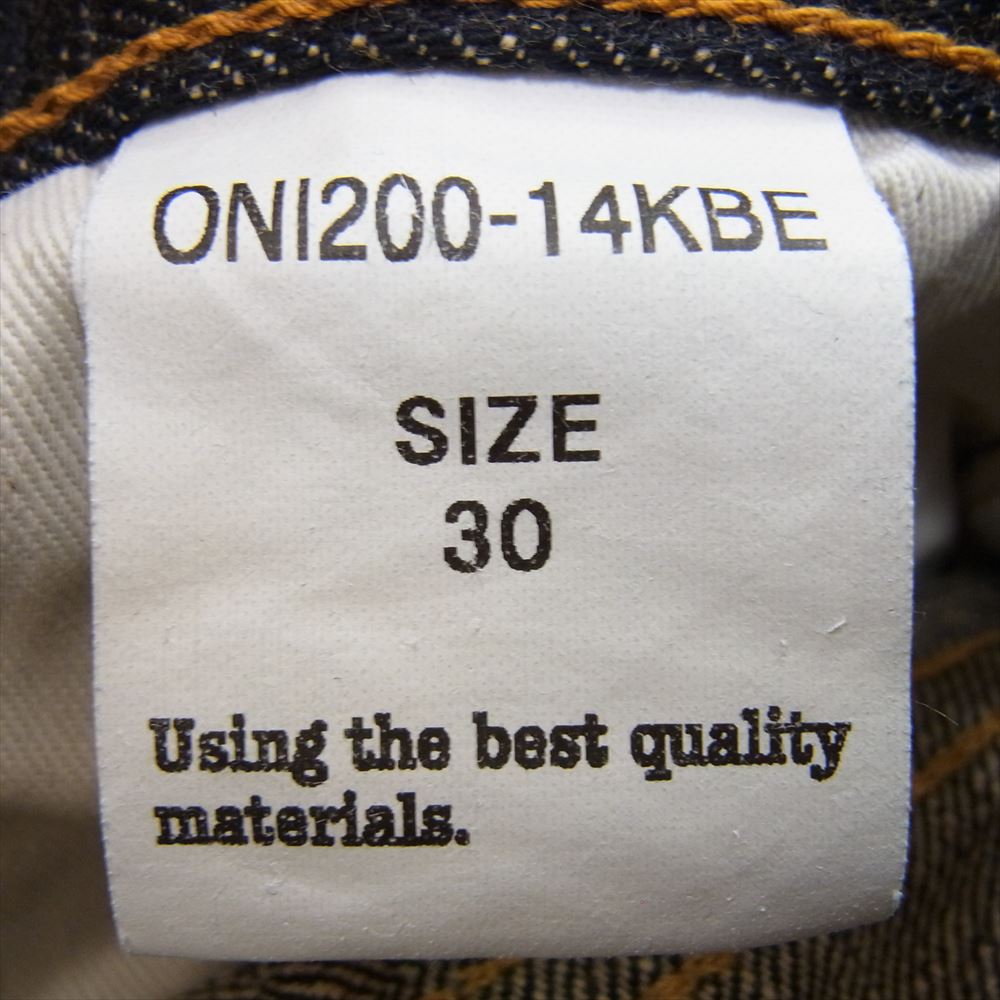 ONI200-14KBE
SIZE
30
Using the best quality
materials.